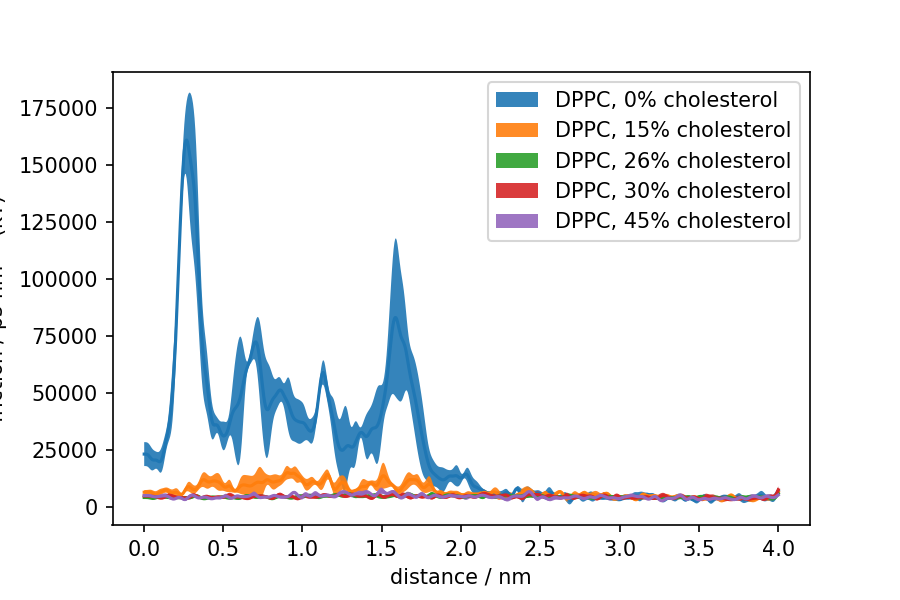 175000
150000
125000
100000
75000
50000
25000
0
DPPC, 0% cholesterol
DPPC, 15% cholesterol
DPPC, 26% cholesterol
DPPC, 30% cholesterol
DPPC, 45% cholesterol
0.0 0.5 1.0 1.5 2.0 2.5 3.0 3.5 4.0
distance / nm